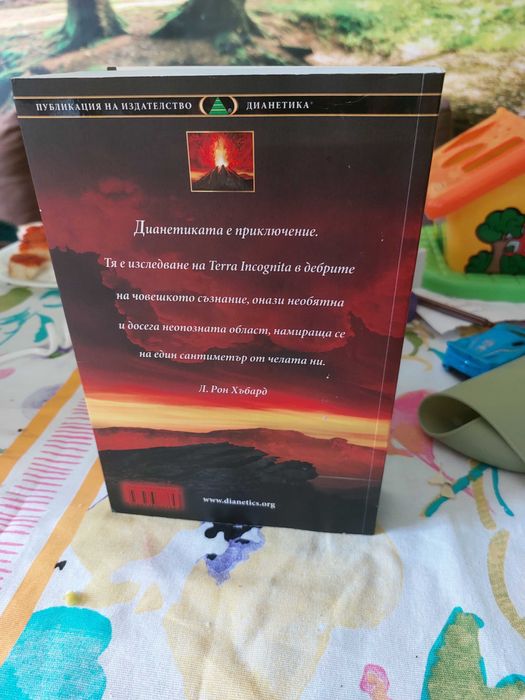 ПУБЛИКАЦИЯ НА ИЗДАТЕЛСТВО ДИАНЕТИКА®
Дианетиката е приключение.
Тя е изследване на Terra Incognita в дебрите
на човешкото съзнание, онази необятна
и досега неопозната област, намираща се
на един сантиметър от челата ни.
Л. Рон Хъбард
www.dianetics.org